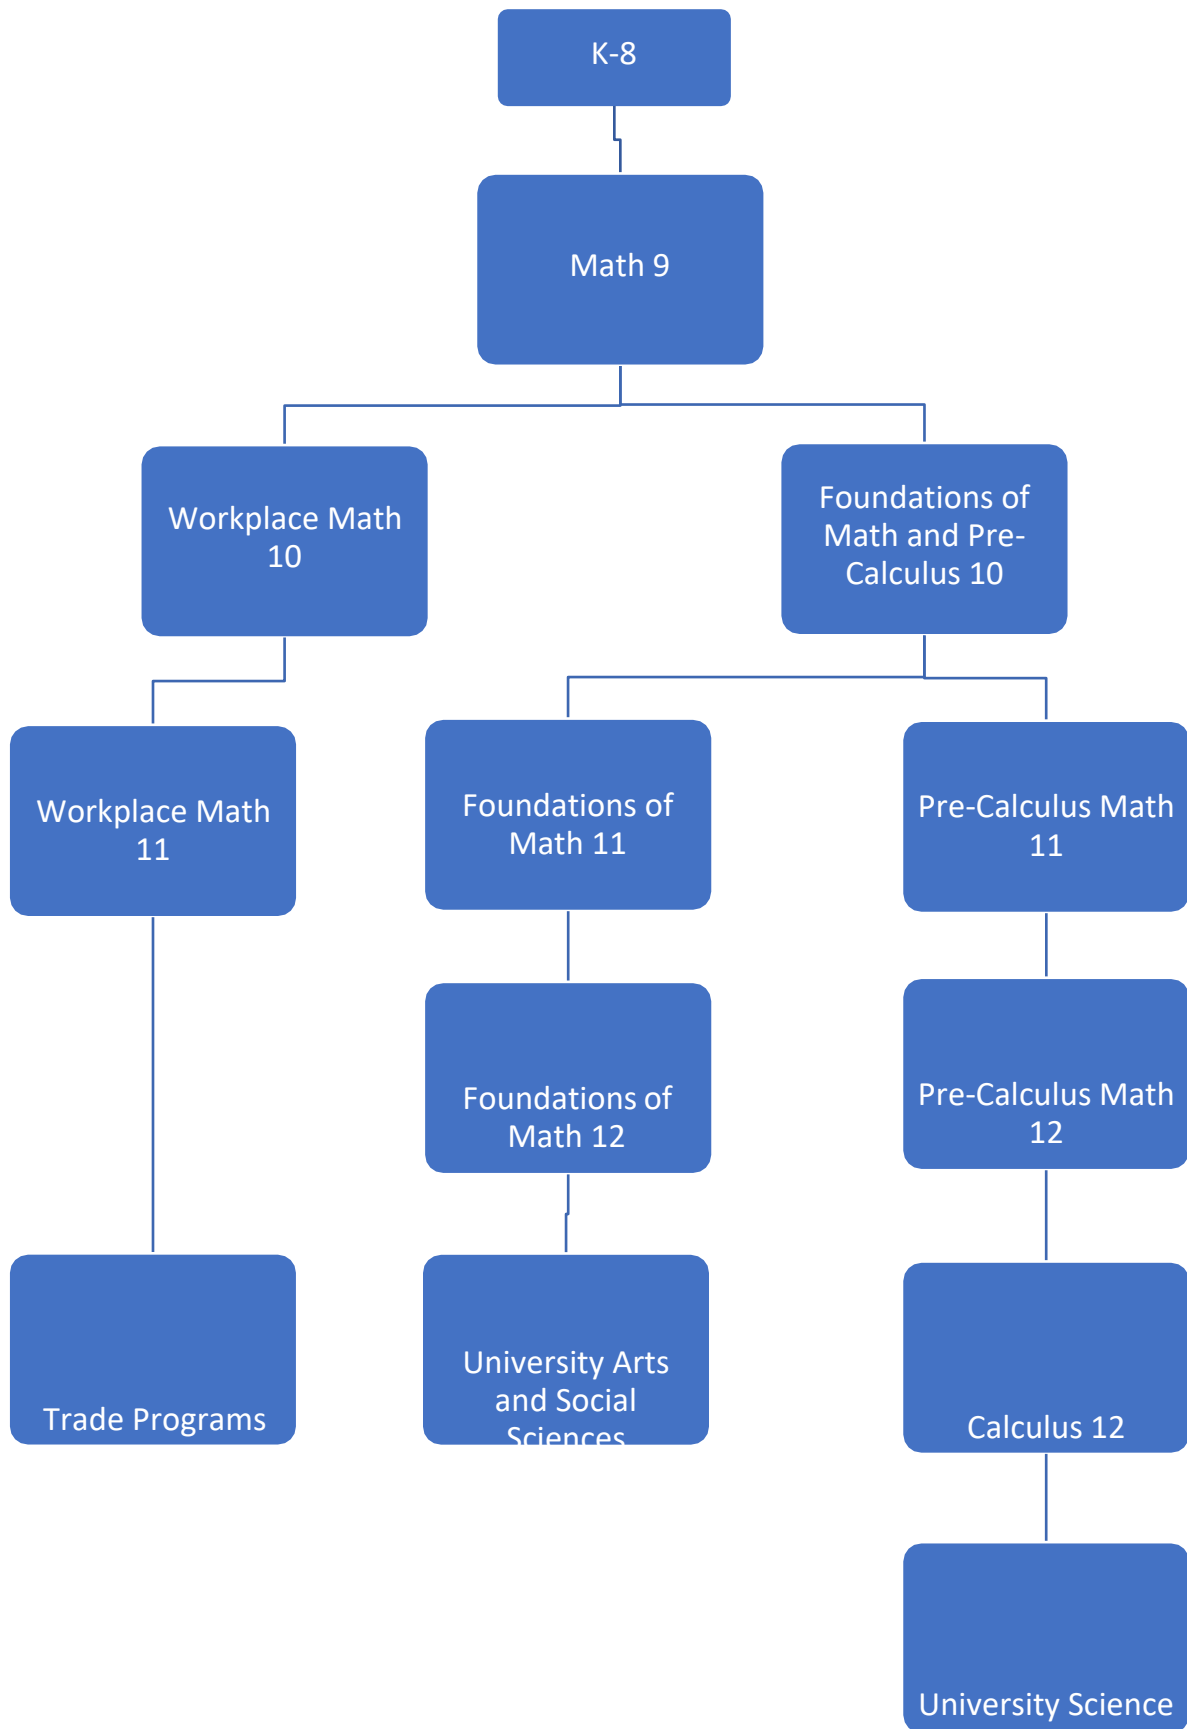 K-8
Math 9
Workplace Math
10
Foundations of
Math and Pre-
Calculus 10
Workplace Math
11
Foundations of
Math 11
Pre-Calculus Math
11
Foundations of
Math 12
Pre-Calculus Math
12
Trade Programs
University Arts
and Social
Sciences
Calculus 12
University Science